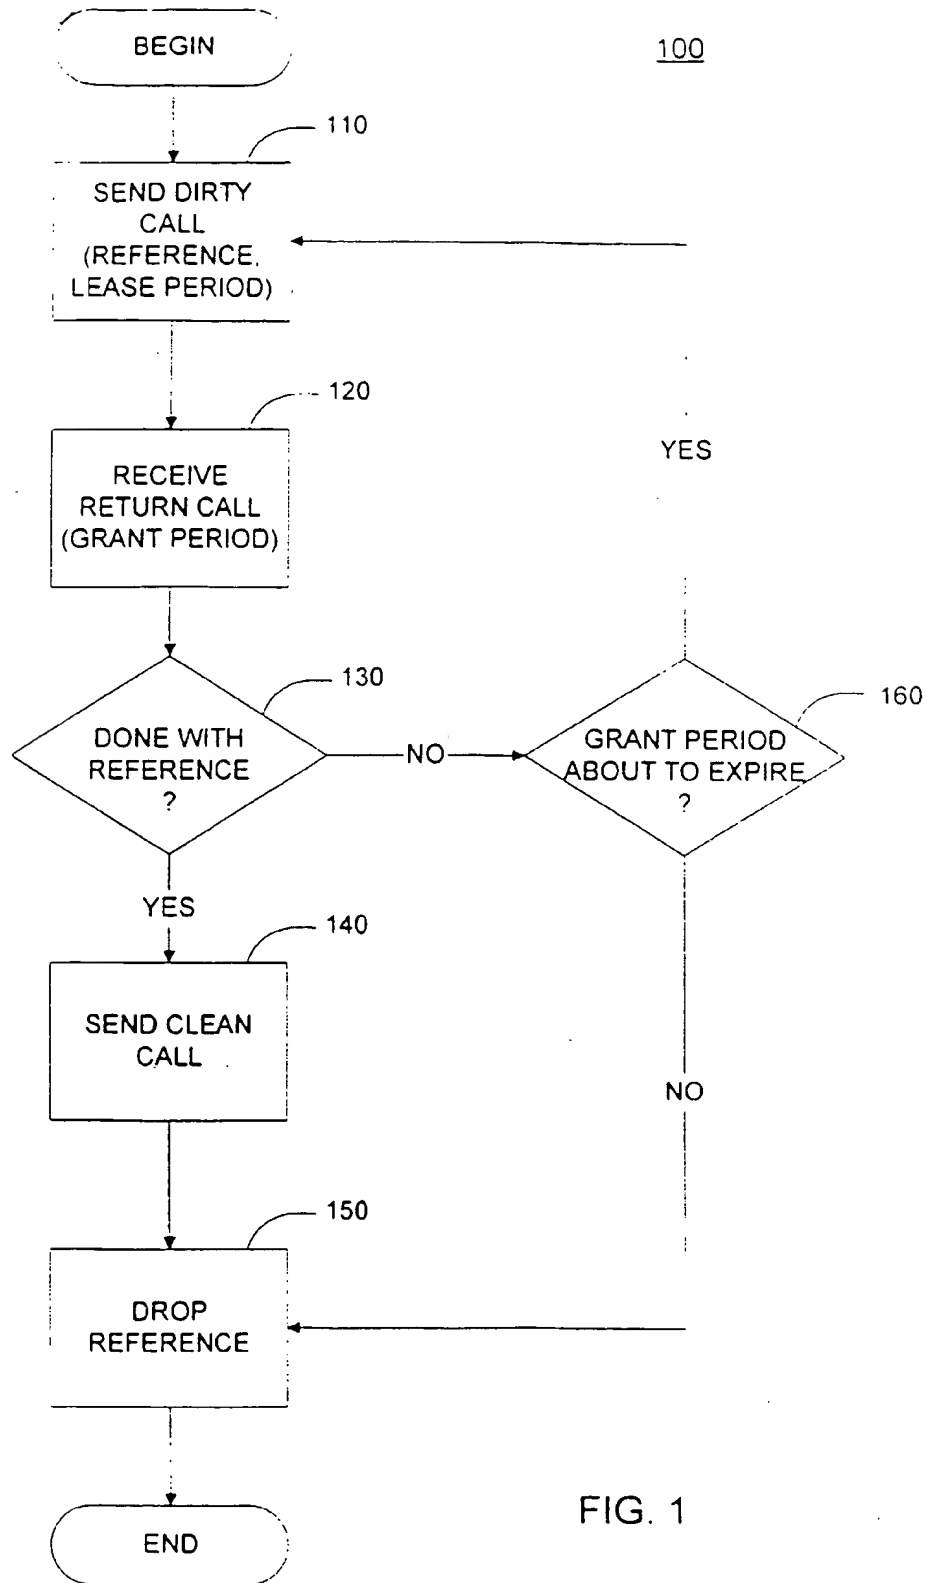 BEGIN
100
110
SEND DIRTY
CALL
(REFERENCE,
LEASE PERIOD)
120
RECEIVE
RETURN CALL
(GRANT PERIOD)
YES
130
DONE WITH
REFERENCE
?
NO
160
GRANT PERIOD
ABOUT TO EXPIRE
?
YES
140
SEND CLEAN
CALL
NO
150
DROP
REFERENCE
END
FIG. 1